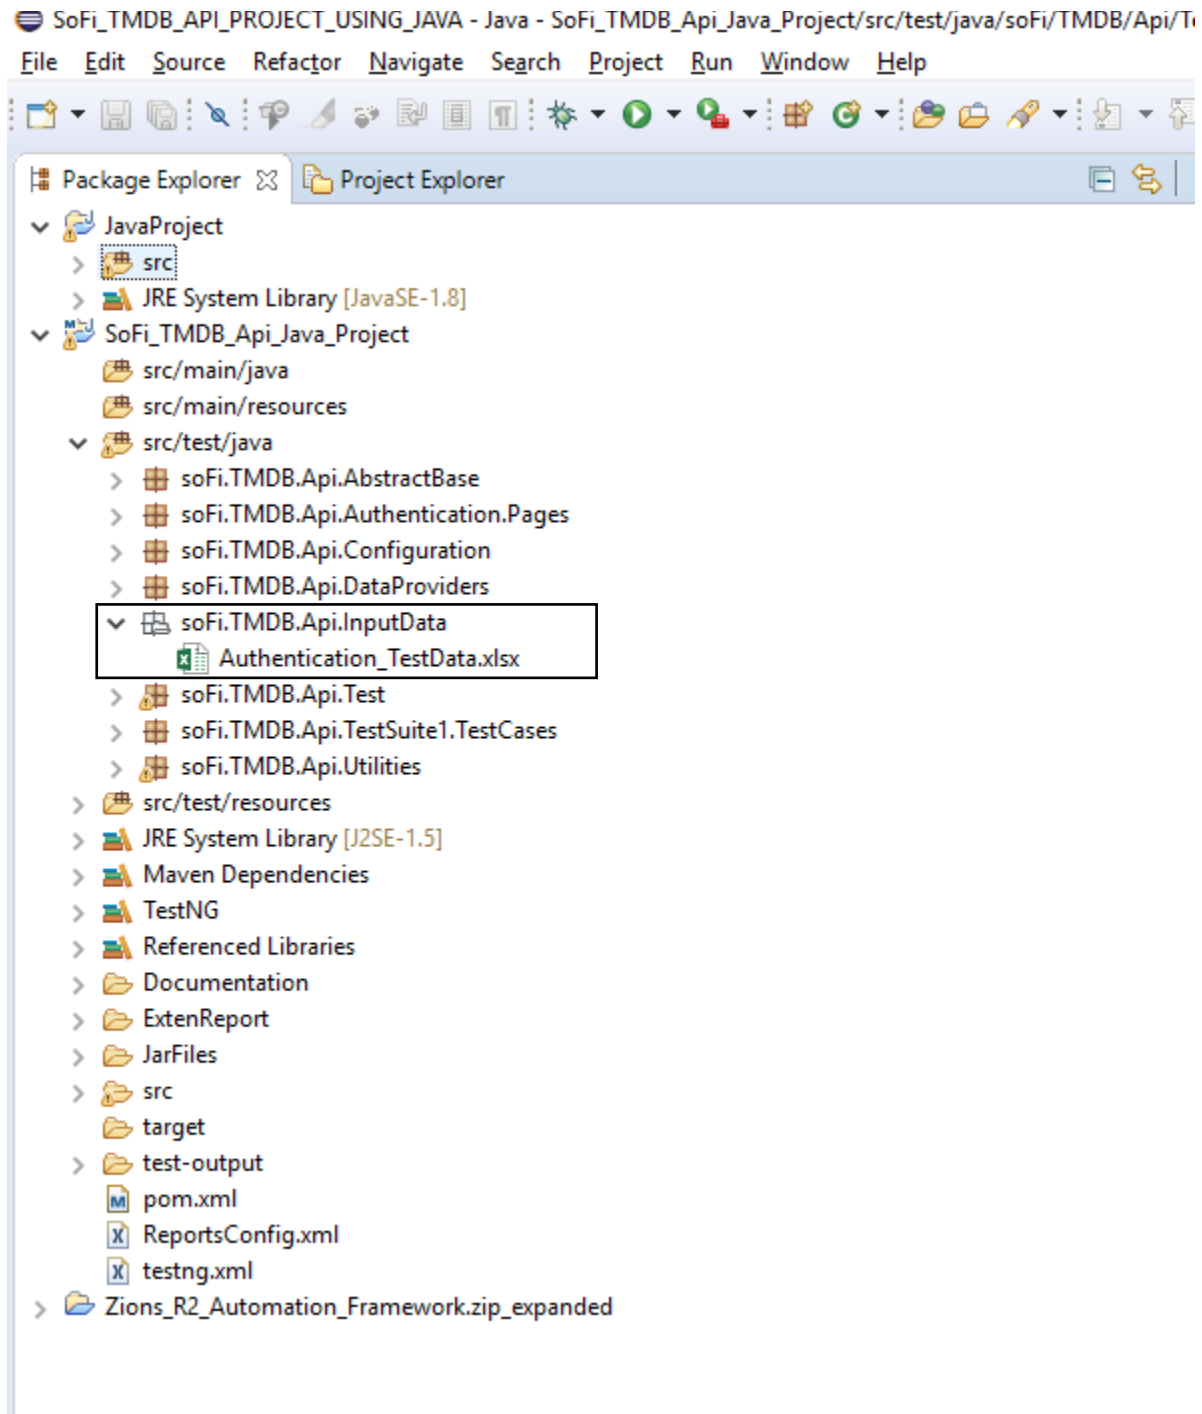 SoFi_TMDB_API_PROJECT_USING_JAVA - Java - SoFi_TMDB_Api_Java_Project/src/test/java/soFi/TMDB/Api/Te
File Edit Source Refactor Navigate Search Project Run Window Help
Package Explorer Project Explorer
JavaProject
src
JRE System Library [JavaSE-1.8]
SoFi_TMDB_Api_Java_Project
src/main/java
src/main/resources
src/test/java
soFi.TMDB.Api.AbstractBase
soFi.TMDB.Api.Authentication.Pages
soFi.TMDB.Api.Configuration
soFi.TMDB.Api.DataProviders
soFi.TMDB.Api.InputData
Authentication_TestData.xlsx
soFi.TMDB.Api.Test
soFi.TMDB.Api.TestSuite1.TestCases
soFi.TMDB.Api.Utilities
src/test/resources
JRE System Library [J2SE-1.5]
Maven Dependencies
TestNG
Referenced Libraries
Documentation
ExtenReport
JarFiles
src
target
test-output
pom.xml
ReportsConfig.xml
testng.xml
Zions_R2_Automation_Framework.zip_expanded